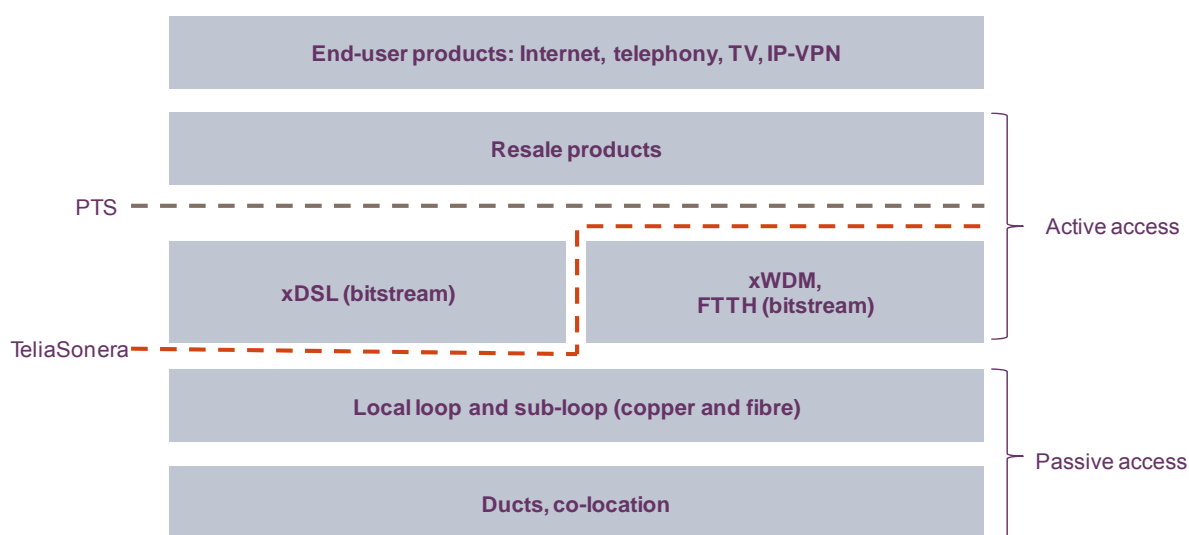 End-user products: Internet, telephony, TV, IP-VPN
Resale products
PTS
Active access
xDSL (bitstream)
xWDM,
FTTH (bitstream)
TeliaSonera
Local loop and sub-loop (copper and fibre)
Passive access
Ducts, co-location